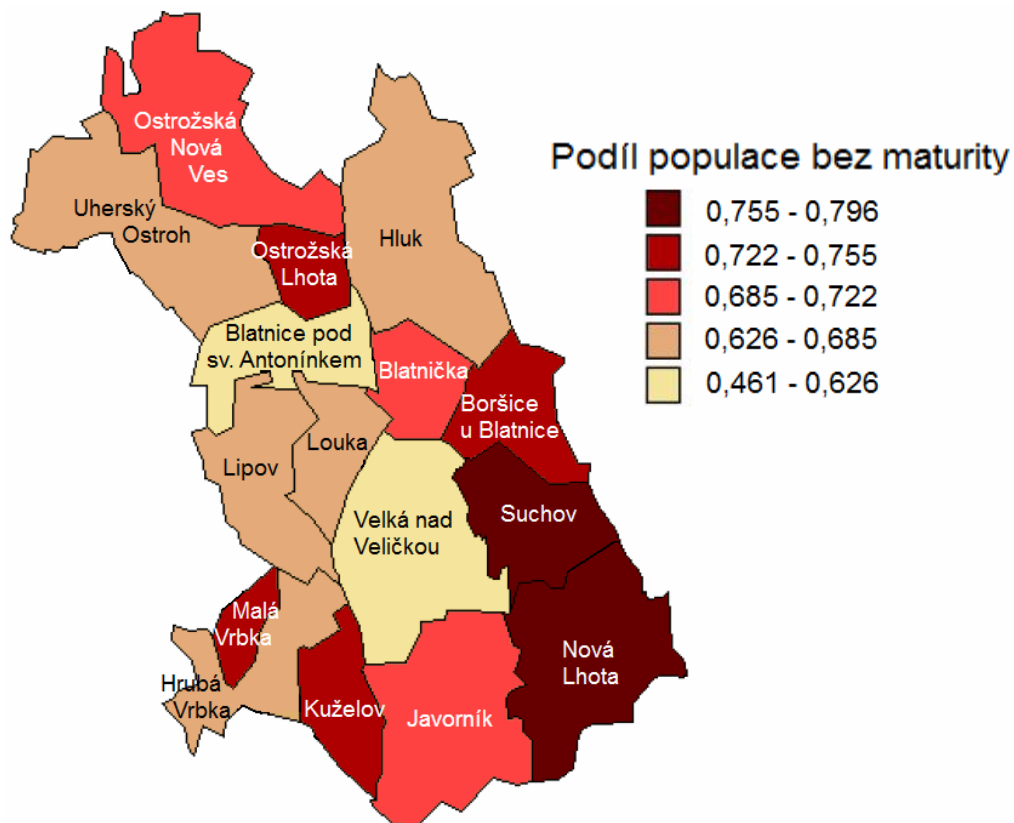 Ostrožská
Nová
Ves
Podíl populace bez maturity
0,755 - 0,796
0,722 - 0,755
0,685 - 0,722
0,626 - 0,685
0,461 - 0,626
Uherský
Ostroh
Hluk
Ostrožská
Lhota
Blatnice pod
sv. Antonínkem
Blatnička
Boršice
u Blatnice
Louka
Lipov
Suchov
Velká nad
Veličkou
Malá
Vrbka
Nová
Lhota
Hrubá
Vrbka
Kuželov
Javorník